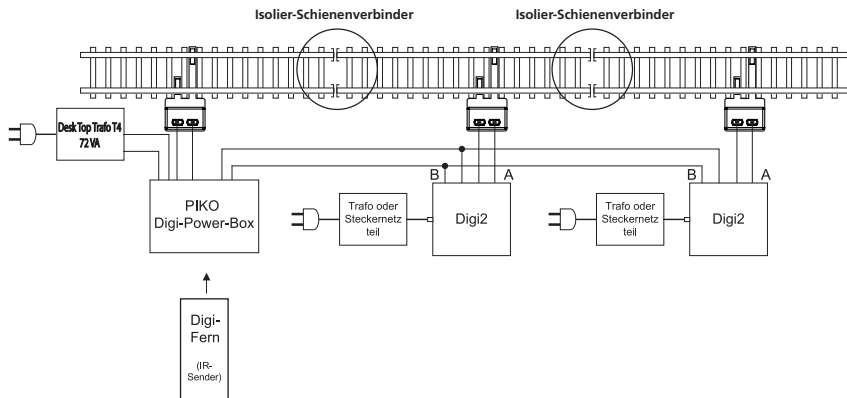 Isolier-Schienenverbinder
Isolier-Schienenverbinder
Desk Top Trafo T4
72 VA
B
A
B
A
PIKO
Digi-Power-Box
Trafo oder
Steckernetz
teil
Digi2
Trafo oder
Steckernetz
teil
Digi2
Digi-
Fern
(IR-
Sender)